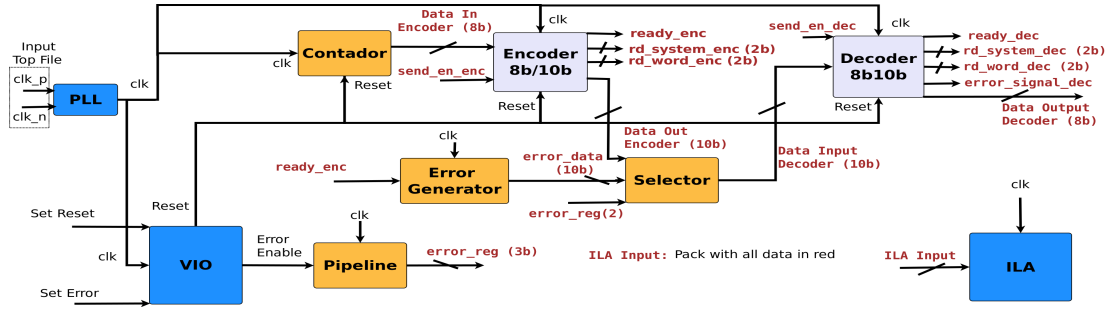 Input
Top File
clk_p
clk_n
PLL
clk
clk
Contador
Reset
Data In
Encoder (8b)
send_en_enc
clk
Encoder
8b/10b
Reset
ready_enc
rd_system_enc (2b)
rd_word_enc (2b)
send_en_dec
clk
Decoder
8b10b
Reset
ready_dec
rd_system_dec (2b)
rd_word_dec (2b)
error_signal_dec
Data Output
Decoder (8b)
Data Out
Encoder (10b)
Data Input
Decoder (10b)
clk
ready_enc
Error
Generator
error_data
(10b)
error_reg(2)
Selector
Set Reset
Reset
clk
VIO
Set Error
Error
Enable
clk
Pipeline
error_reg (3b)
ILA Input: Pack with all data in red
clk
ILA Input
ILA